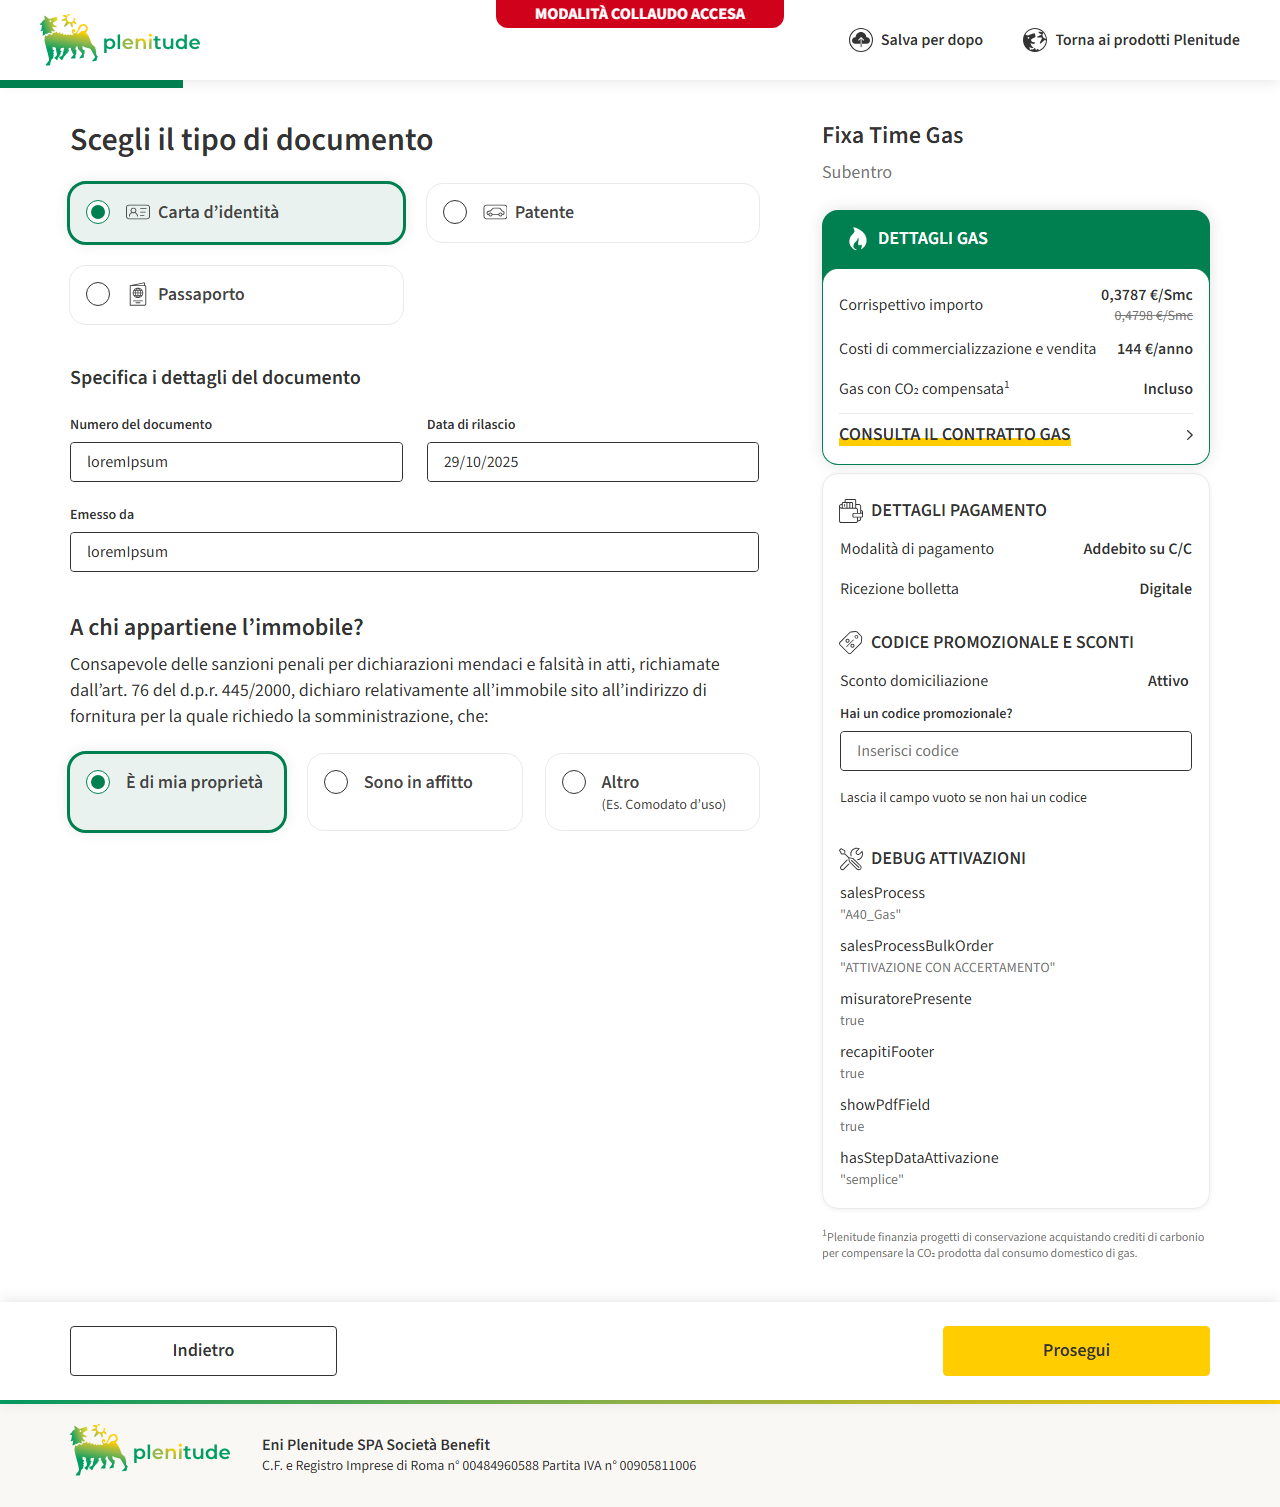 plenitude
MODALITÀ COLLAUDO ACCESA
Salva per dopo
Torna ai prodotti Plenitude
Scegli il tipo di documento
Carta d'identità
Patente
Passaporto
Specifica i dettagli del documento
Numero del documento
Data di rilascio
loremIpsum
29/10/2025
Emesso da
loremIpsum
A chi appartiene l'immobile?
Consapevole delle sanzioni penali per dichiarazioni mendaci e falsità in atti, richiamate
dall'art. 76 del d.p.r. 445/2000, dichiaro relativamente all'immobile sito all'indirizzo di
fornitura per la quale richiedo la somministrazione, che:
È di mia proprietà
Sono in affitto
Altro
(Es. Comodato d'uso)
Fixa Time Gas
Subentro
DETTAGLI GAS
Corrispettivo importo
0,3787 €/Smc
0,4798 €/Smc
Costi di commercializzazione e vendita
144 €/anno
Gas con CO₂ compensata¹
Incluso
CONSULTA IL CONTRATTO GAS
DETTAGLI PAGAMENTO
Modalità di pagamento
Addebito su C/C
Ricezione bolletta
Digitale
CODICE PROMOZIONALE E SCONTI
Sconto domiciliazione
Attivo
Hai un codice promozionale?
Inserisci codice
Lascia il campo vuoto se non hai un codice
DEBUG ATTIVAZIONI
salesProcess
"A40_Gas"
salesProcessBulkOrder
"ATTIVAZIONE CON ACCERTAMENTO"
misuratorePresente
true
recapitiFooter
true
showPdfField
true
hasStepDataAttivazione
"semplice"
¹Plenitude finanzia progetti di conservazione acquistando crediti di carbonio
per compensare la CO₂ prodotta dal consumo domestico di gas.
Indietro
Prosegui
plenitude
Eni Plenitude SPA Società Benefit
C.F. e Registro Imprese di Roma n° 00484960588 Partita IVA n° 00905811006